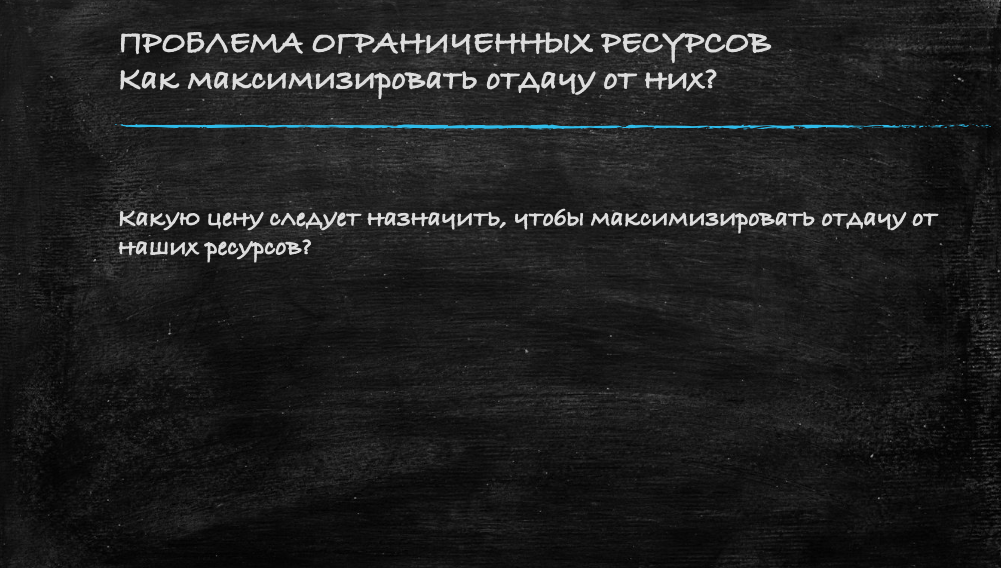 ПРОБЛЕМА ОГРАНИЧЕННЫХ РЕСУРСОВ
Как максимизировать отдачу от них?
Какую цену следует назначить, чтобы максимизировать отдачу от
наших ресурсов?